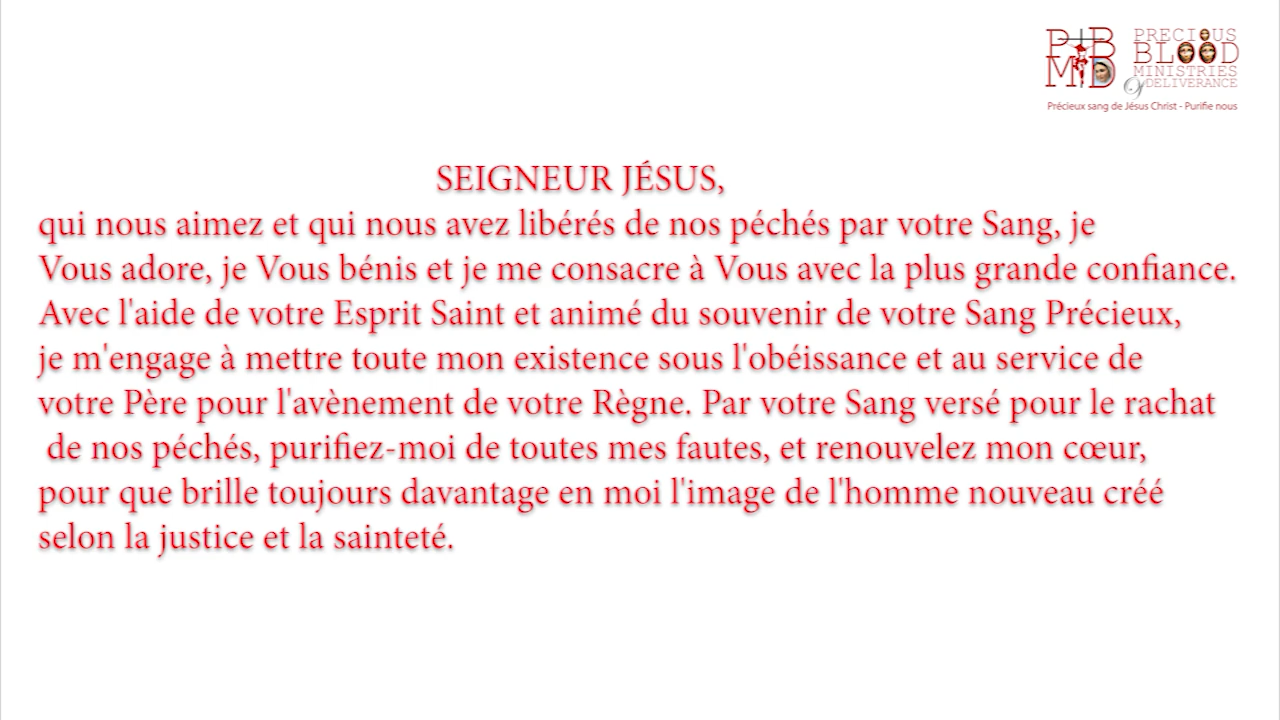 P B
M D
PRECIOUS
BLOOD
MINISTRIES
Of DELIVERANCE
Précieux sang de Jésus Christ - Purifie nous
SEIGNEUR JÉSUS,
qui nous aimez et qui nous avez libérés de nos péchés par votre Sang, je
Vous adore, je Vous bénis et je me consacre à Vous avec la plus grande confiance.
Avec l'aide de votre Esprit Saint et animé du souvenir de votre Sang Précieux,
je m'engage à mettre toute mon existence sous l'obéissance et au service de
votre Père pour l'avènement de votre Règne. Par votre Sang versé pour le rachat
de nos péchés, purifiez-moi de toutes mes fautes, et renouvelez mon cœur,
pour que brille toujours davantage en moi l'image de l'homme nouveau créé
selon la justice et la sainteté.